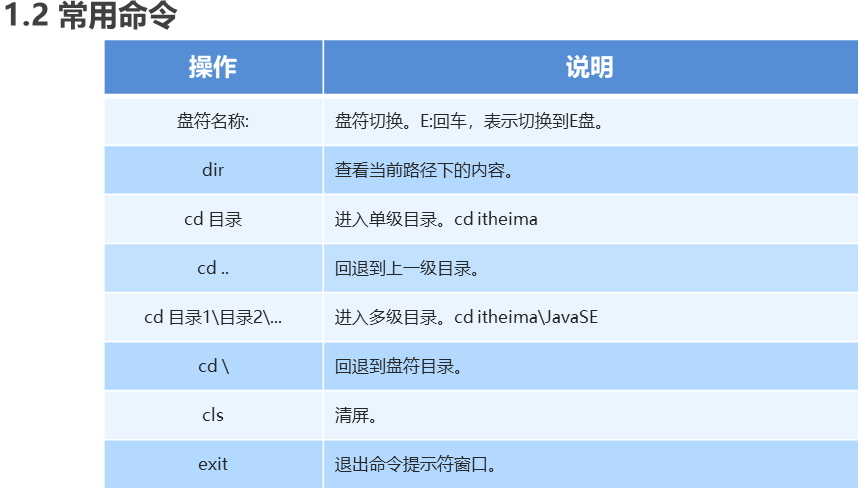 1.2 常用命令
操作 说明
盘符名称: 盘符切换。E:回车，表示切换到E盘。
dir 查看当前路径下的内容。
cd 目录 进入单级目录。cd itheima
cd .. 回退到上一级目录。
cd 目录1\目录2\... 进入多级目录。cd itheima\JavaSE
cd \ 回退到盘符目录。
cls 清屏。
exit 退出命令提示符窗口。